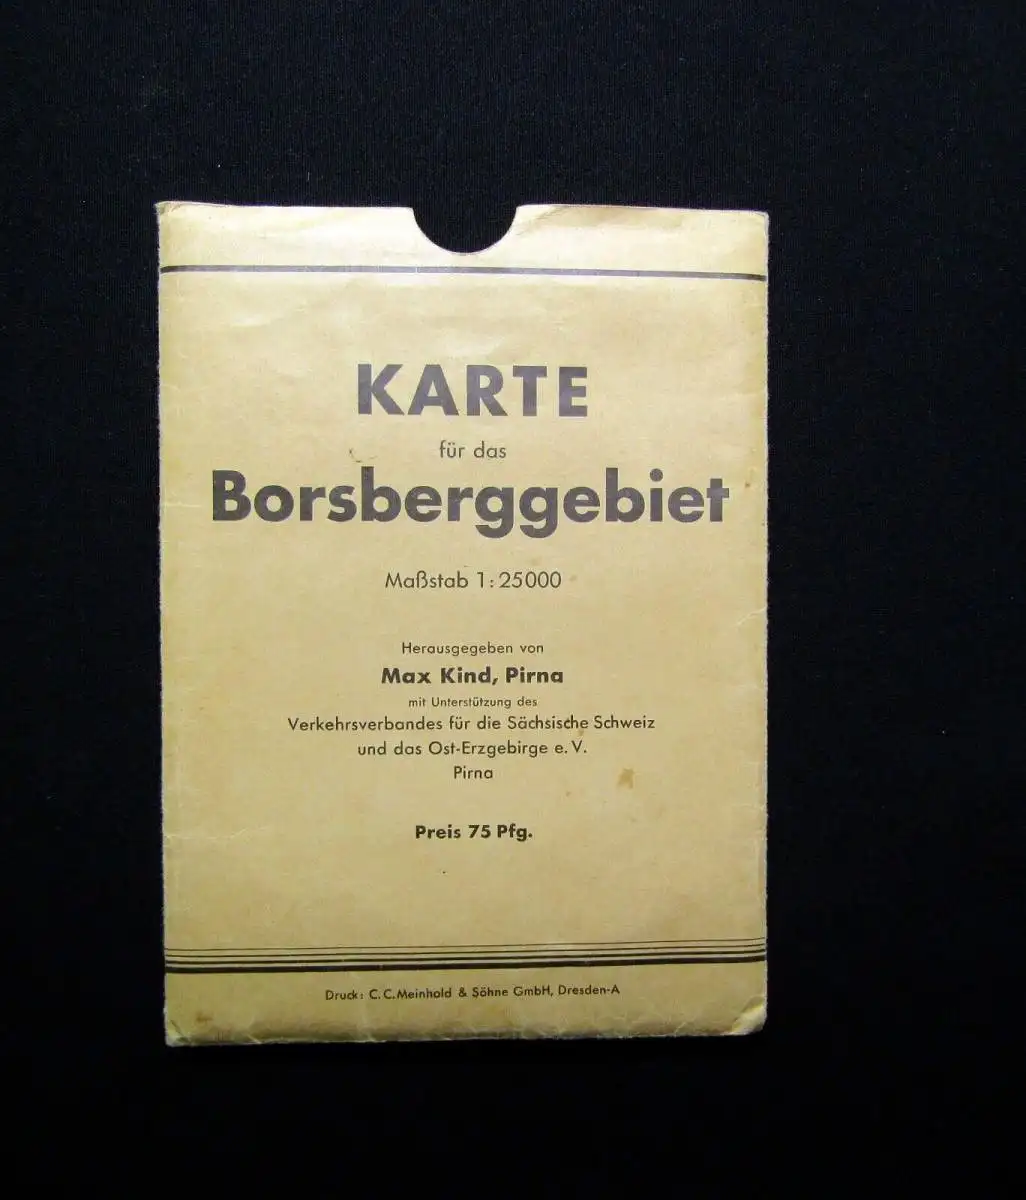 KARTE
für das
Borsberggebiet
Maßstab 1:25000
Herausgegeben von
Max Kind, Pirna
mit Unterstützung des
Verkehrsverbandes für die Sächsische Schweiz
und das Ost-Erzgebirge e. V.
Pirna
Preis 75 Pfg.
Druck: C. C. Meinhold & Söhne GmbH, Dresden-A